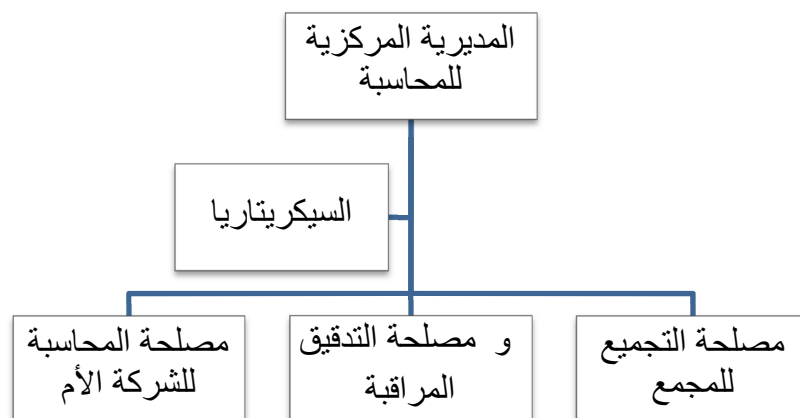 المديرية المركزية
للمحاسبة
السيكريتاريا
مصلحة التجميع
للمجمع
و مصلحة التدقيق
المراقبة
مصلحة المحاسبة
للشركة الأم